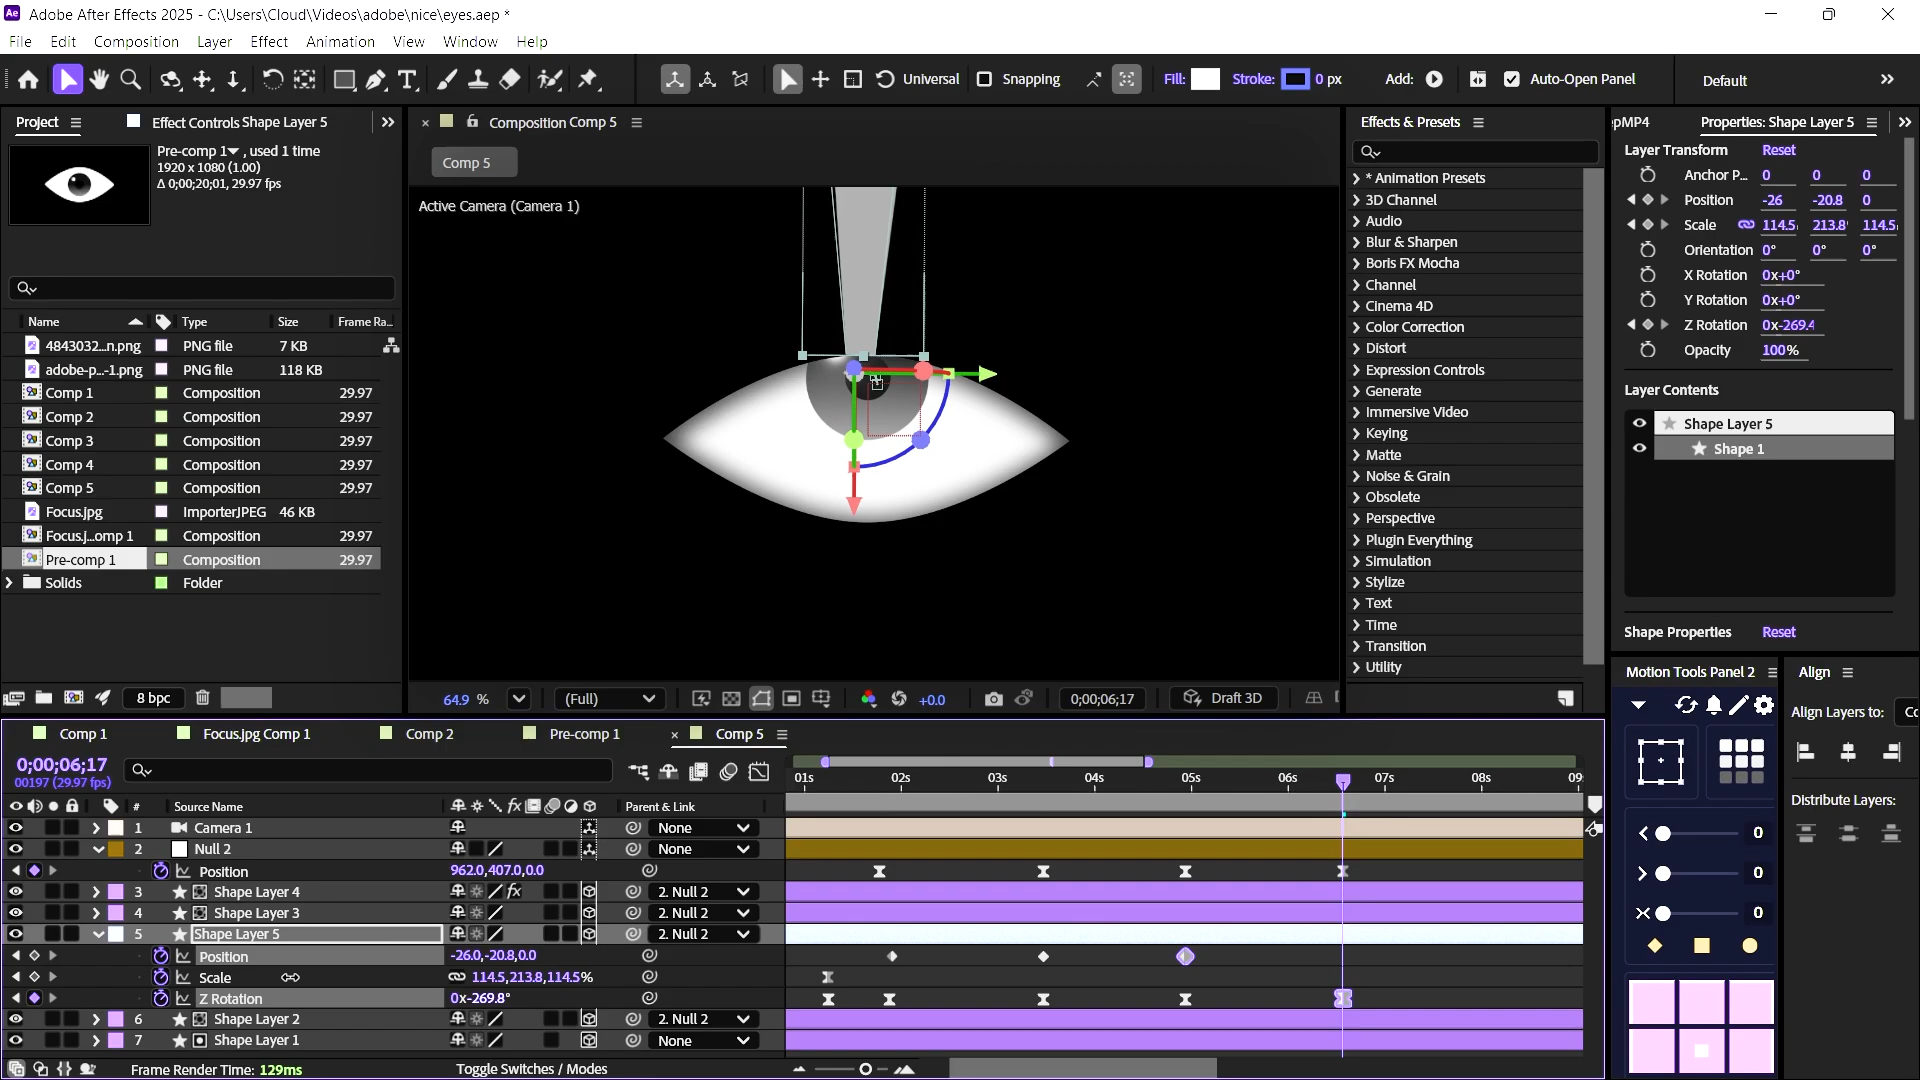 Adobe After Effects 2025 - C:\Users\Cloud\Videos\adobe\nice\eyes.aep *
File Edit Composition Layer Effect Animation View Window Help
Universal Snapping Fill: Stroke: 0 px Add: Auto-Open Panel Default
Project Effect Controls Shape Layer 5
Pre-comp 1 , used 1 time
1920 x 1080 (1.00)
Δ 0;00;20;01, 29.97 fps
Name Type Size Frame Ra...
4843032...n.png PNG file 7 KB
adobe-p...-1.png PNG file 118 KB
Comp 1 Composition 29.97
Comp 2 Composition 29.97
Comp 3 Composition 29.97
Comp 4 Composition 29.97
Comp 5 Composition 29.97
Focus.jpg ImporterJPEG 46 KB
Focus.j...omp 1 Composition 29.97
Pre-comp 1 Composition 29.97
Solids Folder
8 bpc
Composition Comp 5
Comp 5
Active Camera (Camera 1)
64.9 % (Full) +0.0 0;00;06;17 Draft 3D
Effects & Presets
* Animation Presets
3D Channel
Audio
Blur & Sharpen
Boris FX Mocha
Channel
Cinema 4D
Color Correction
Distort
Expression Controls
Generate
Immersive Video
Keying
Matte
Noise & Grain
Obsolete
Perspective
Plugin Everything
Simulation
Stylize
Text
Time
Transition
Utility
pMP4 Properties: Shape Layer 5
Layer Transform Reset
Anchor P... 0 0 0
Position -26 -20.8 0
Scale 114.5 213.8 114.5
Orientation 0° 0° 0°
X Rotation 0x+0°
Y Rotation 0x+0°
Z Rotation 0x-269.4
Opacity 100%
Layer Contents
Shape Layer 5
Shape 1
Shape Properties Reset
Motion Tools Panel 2
0
0
0
Align
Align Layers to:
Distribute Layers:
Comp 1 Focus.jpg Comp 1 Comp 2 Pre-comp 1 Comp 5
0;00;06;17
00197 (29.97 fps)
01s 02s 03s 04s 05s 06s 07s 08s 09
# Source Name fx Parent & Link
1 Camera 1 None
2 Null 2 None
Position 962.0,407.0,0.0
3 Shape Layer 4 fx 2. Null 2
4 Shape Layer 3 2. Null 2
5 Shape Layer 5 2. Null 2
Position -26.0,-20.8,0.0
Scale 114.5,213.8,114.5%
Z Rotation 0x-269.8°
6 Shape Layer 2 2. Null 2
7 Shape Layer 1 None
Frame Render Time: 129ms Toggle Switches / Modes